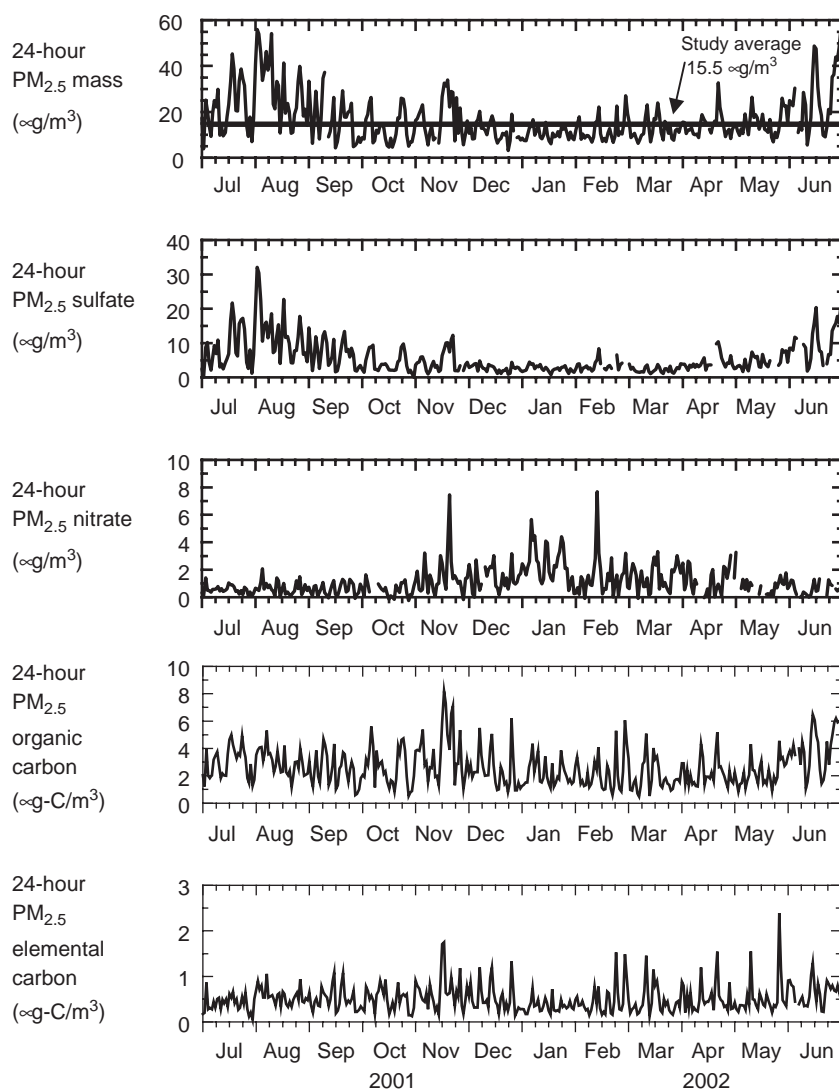 24-hour
PM2.5 mass
(∝g/m3)
60
40
20
0
Study average
15.5 ∝g/m3
Jul Aug Sep Oct Nov Dec Jan Feb Mar Apr May Jun
24-hour
PM2.5 sulfate
(∝g/m3)
40
30
20
10
0
Jul Aug Sep Oct Nov Dec Jan Feb Mar Apr May Jun
24-hour
PM2.5 nitrate
(∝g/m3)
10
8
6
4
2
0
Jul Aug Sep Oct Nov Dec Jan Feb Mar Apr May Jun
24-hour
PM2.5
organic
carbon
(∝g-C/m3)
10
8
6
4
2
0
Jul Aug Sep Oct Nov Dec Jan Feb Mar Apr May Jun
24-hour
PM2.5
elemental
carbon
(∝g-C/m3)
3
2
1
0
Jul Aug Sep Oct Nov Dec Jan Feb Mar Apr May Jun
2001 2002